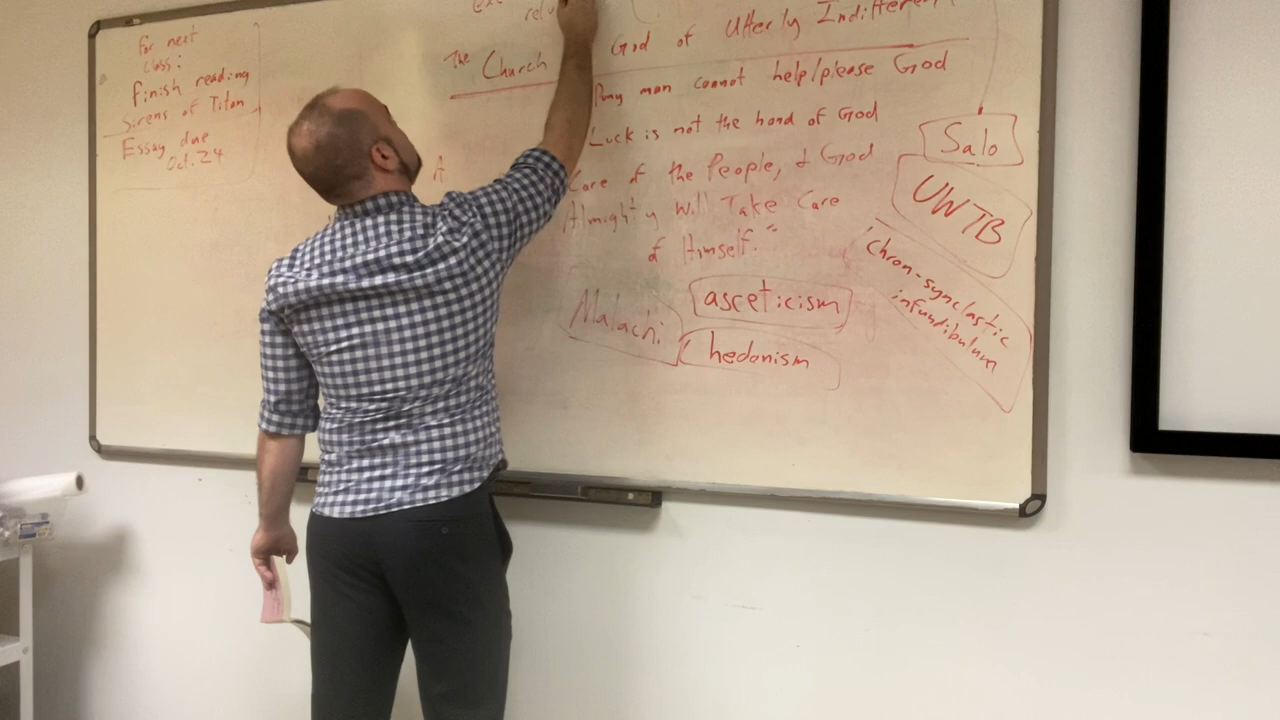 for next
class:
finish reading
Sirens of Titan
Essay due
Oct. 24
The Church
God of Utterly Indifferent
Puny man cannot help/please God
Luck is not the hand of God
Care of the People, & God
Almighty Will Take Care
of Himself."
A
Malachi
asceticism
hedonism
Salo
UWTB
chron-synclastic
infundibulum